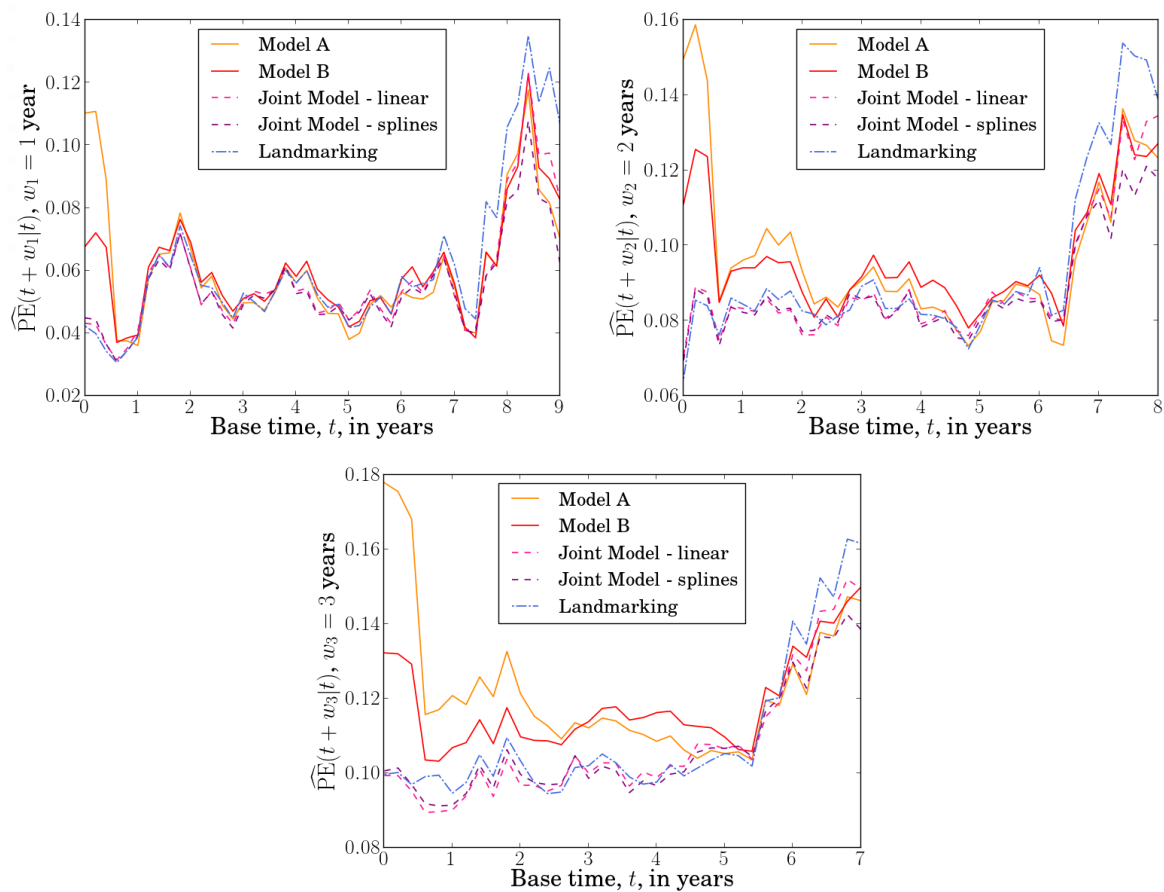 0.14
0.12
0.10
0.08
0.06
0.04
0.02
P̂E(t + w₁|t), w₁ = 1 year
Model A
Model B
Joint Model - linear
Joint Model - splines
Landmarking
0 1 2 3 4 5 6 7 8 9
Base time, t, in years
0.16
0.14
0.12
0.10
0.08
0.06
P̂E(t + w₂|t), w₂ = 2 years
Model A
Model B
Joint Model - linear
Joint Model - splines
Landmarking
0 1 2 3 4 5 6 7 8
Base time, t, in years
0.18
0.16
0.14
0.12
0.10
0.08
P̂E(t + w₃|t), w₃ = 3 years
Model A
Model B
Joint Model - linear
Joint Model - splines
Landmarking
0 1 2 3 4 5 6 7
Base time, t, in years